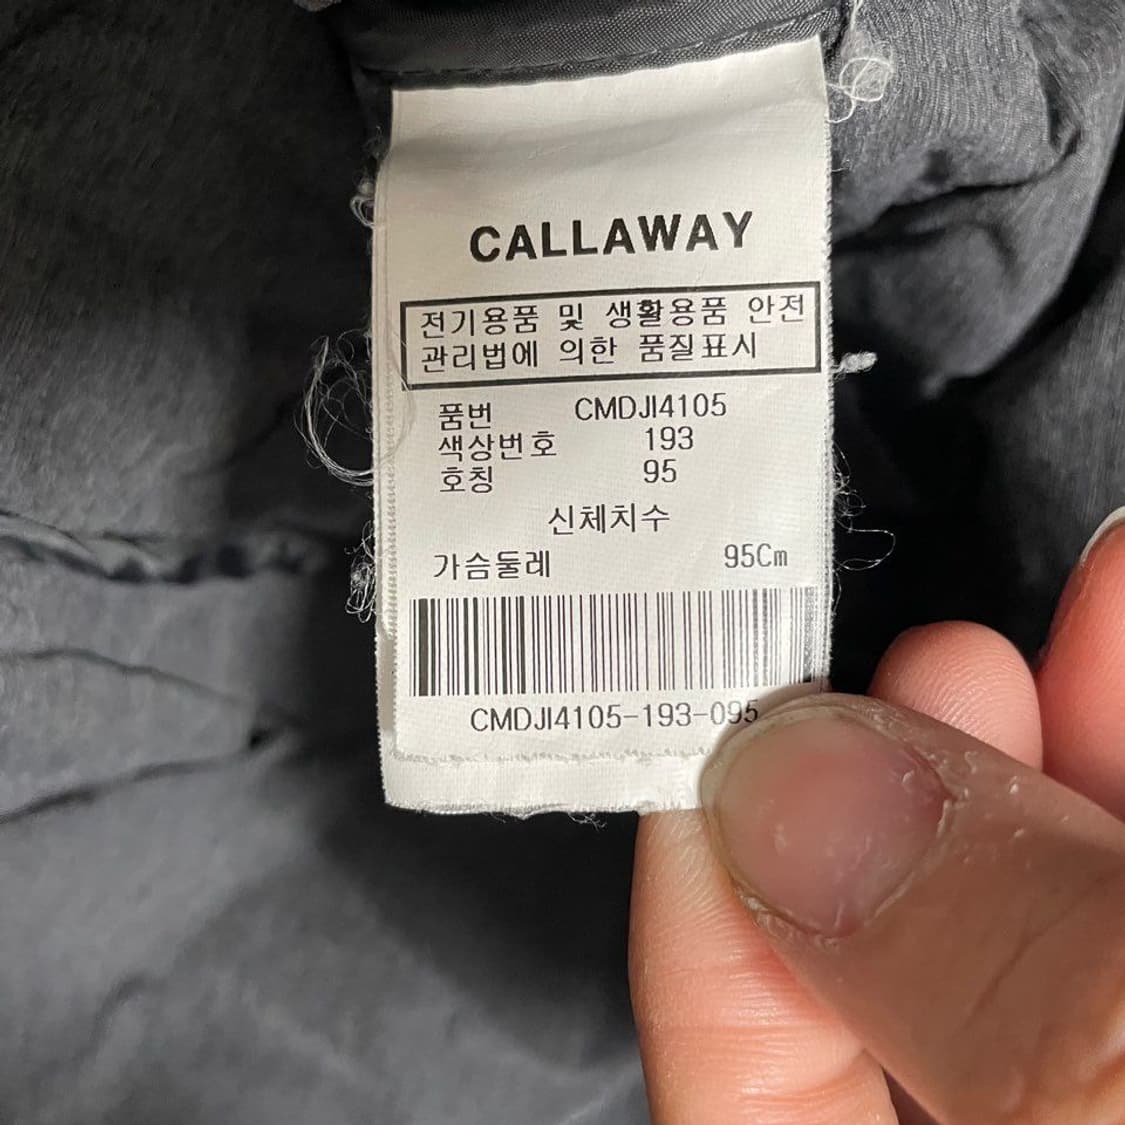 CALLAWAY
전기용품 및 생활용품 안전
관리법에 의한 품질표시
품번 CMDJI4105
색상번호 193
호칭 95
신체치수
가슴둘레 95Cm
CMDJI4105-193-095